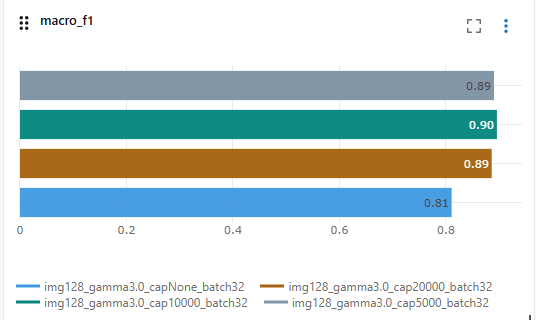 macro_f1
0.89
0.90
0.89
0.81
0 0.2 0.4 0.6 0.8
img128_gamma3.0_capNone_batch32 img128_gamma3.0_cap20000_batch32
img128_gamma3.0_cap10000_batch32 img128_gamma3.0_cap5000_batch32